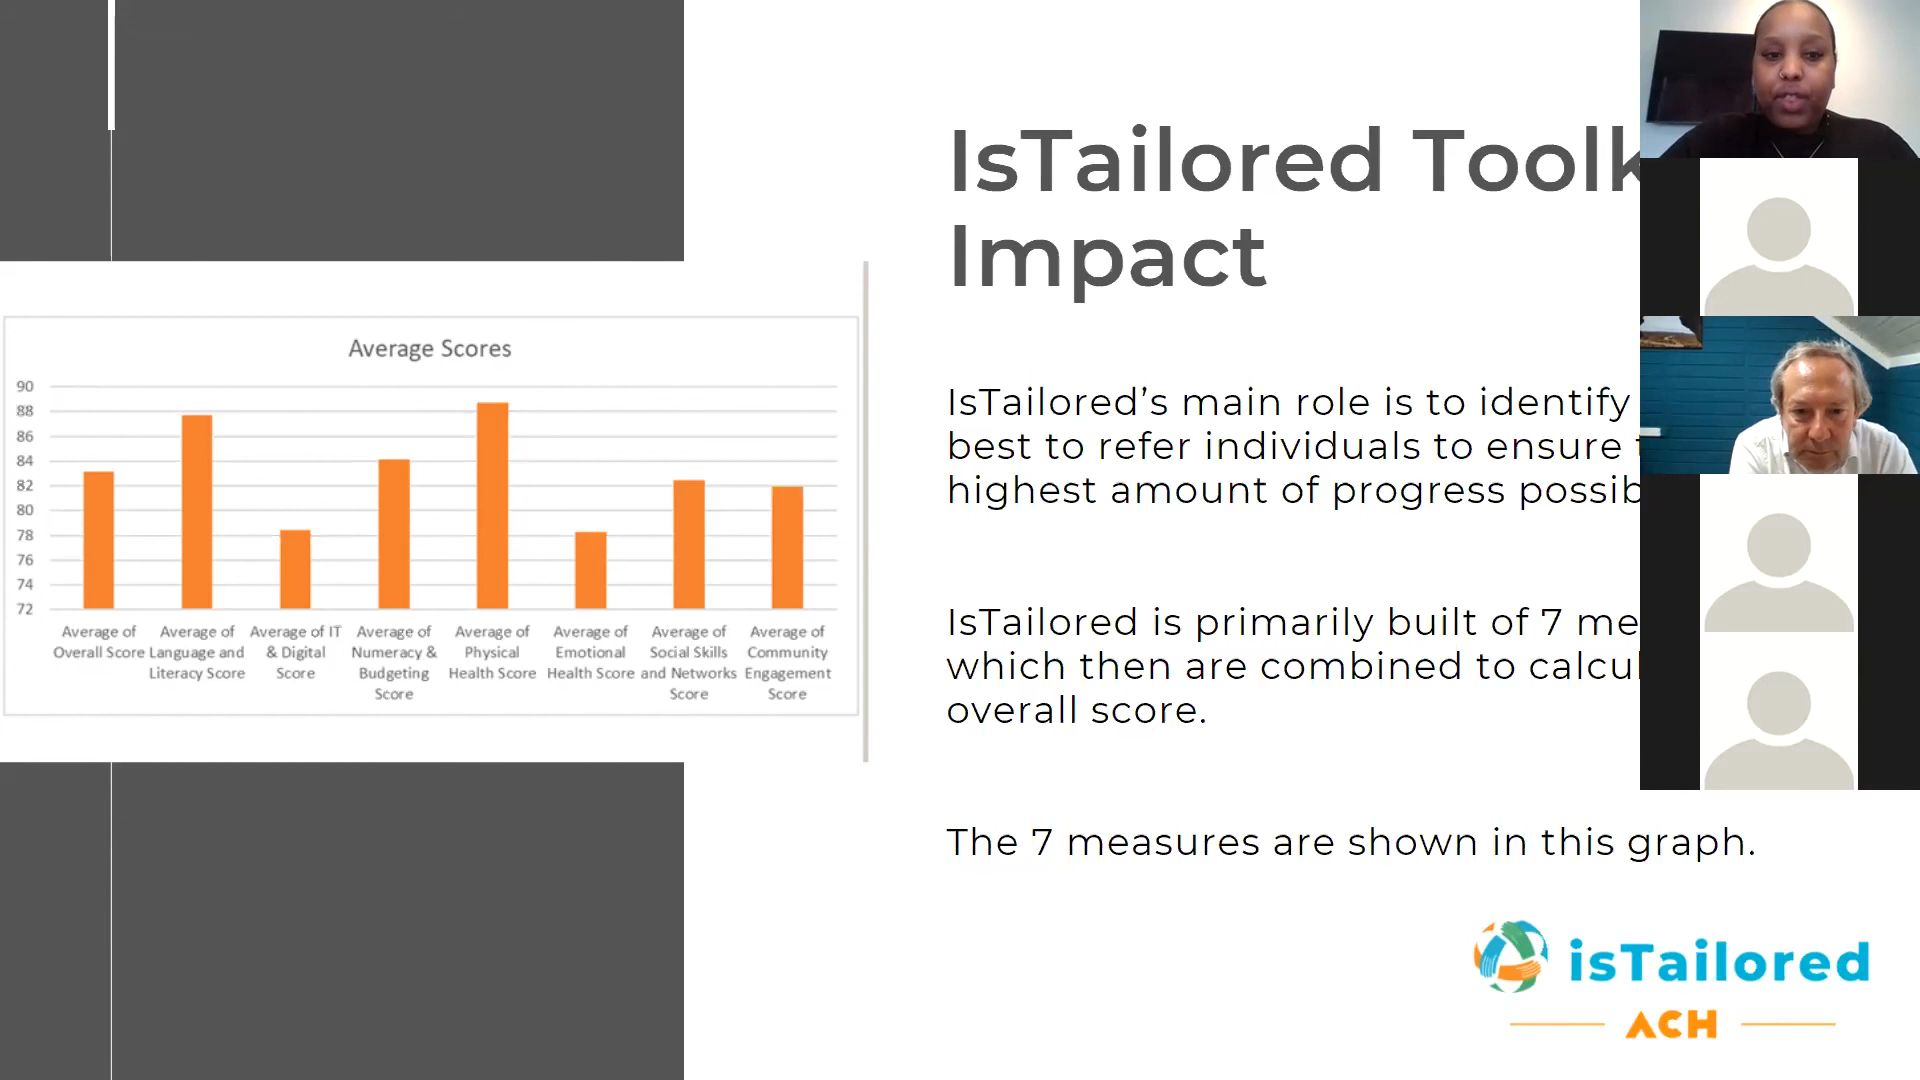 IsTailored
Impact
IsTailored's main role is to identify
best to refer individuals to ensure
highest amount of progress
IsTailored is primarily built of 7
which then are combined to
overall score.
The 7 measures are shown in this graph.
Average Scores
90
88
86
84
82
80
78
76
74
72
Average of Overall Score
Average of Language and Literacy Score
Average of IT & Digital Score
Average of Numeracy & Budgeting Score
Average of Physical Health Score
Average of Emotional Health Score
Average of Social Skills and Networks Score
Average of Community Engagement Score
isTailored
ACH